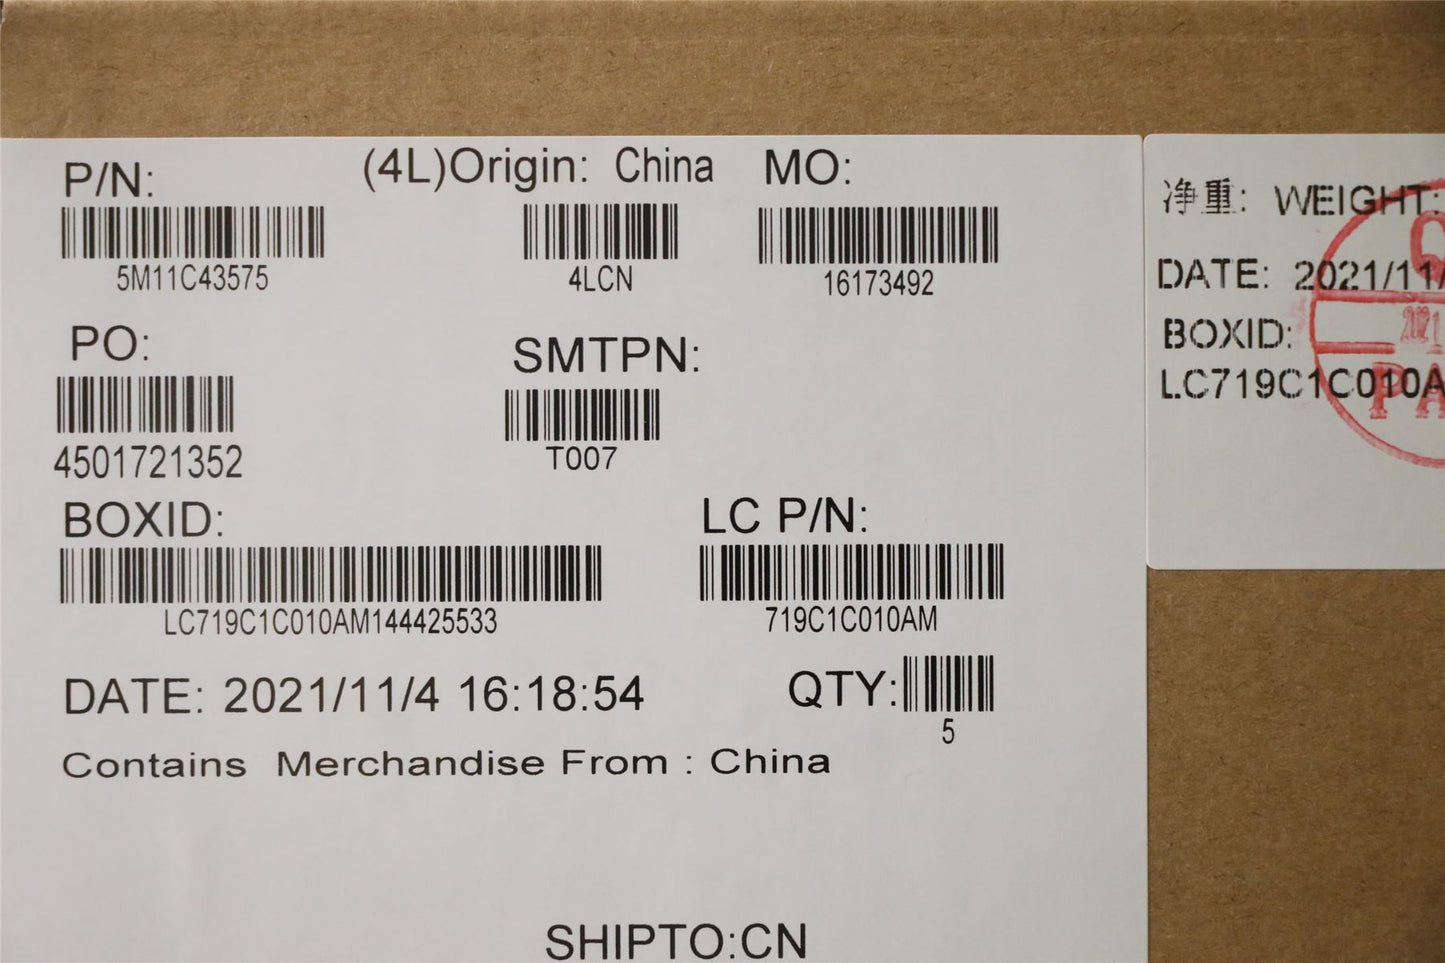 P/N:
(4L)Origin: China
MO:
5M11C43575
4LCN
16173492
PO:
SMTPN:
4501721352
T007
BOXID:
LC P/N:
LC719C1C010AM144425533
719C1C010AM
DATE: 2021/11/4 16:18:54
QTY:
5
Contains Merchandise From : China
SHIPTO:CN
净重: WEIGHT:
DATE: 2021/11/
BOXID:
LC719C1C010A
2021
PA